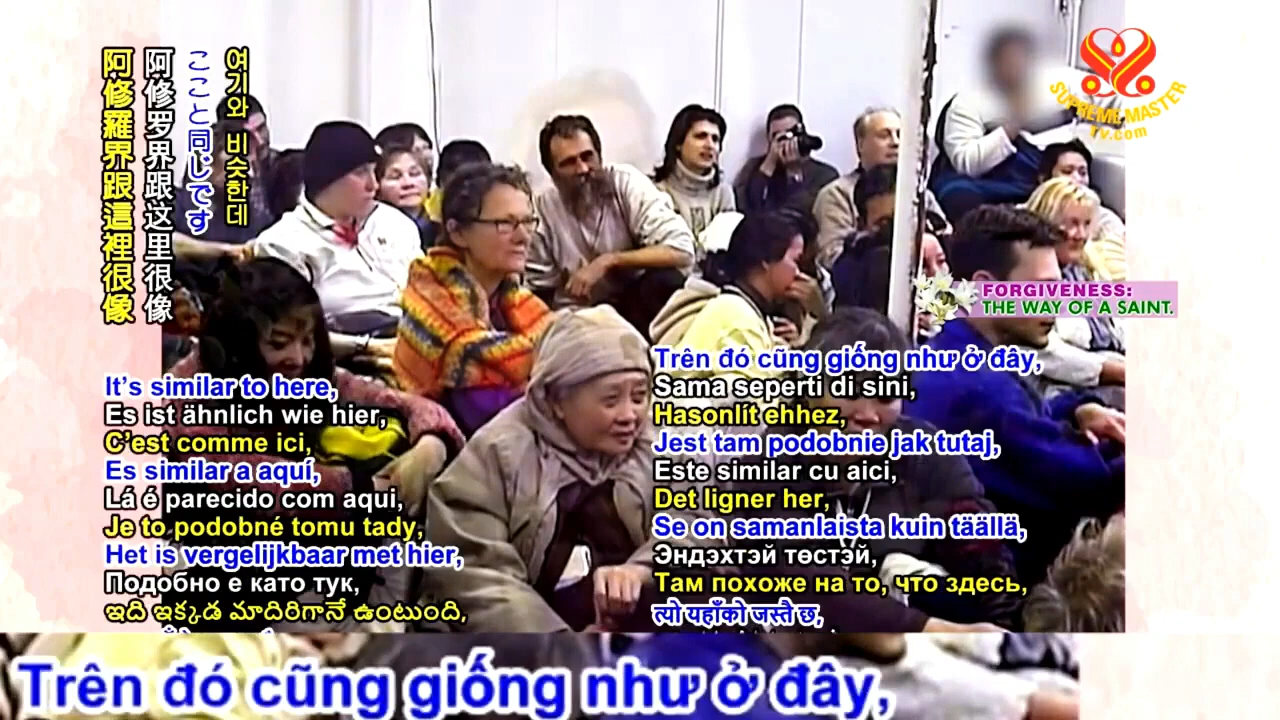 여기와 비슷한데
ここと同じです
阿修罗界跟这里很像
阿修羅界跟這裡很像
SUPREME MASTER
TV.com
FORGIVENESS:
THE WAY OF A SAINT.
It's similar to here,
Es ist ähnlich wie hier,
C'est comme ici,
Es similar a aquí,
Lá é parecido com aqui,
Je to podobné tomu tady,
Het is vergelijkbaar met hier,
Подобно е като тук,
ఇది ఇక్కడ మాదిరిగానే ఉంటుంది,
Trên đó cũng giống như ở đây,
Sama seperti di sini,
Hasonlít ehhez,
Jest tam podobnie jak tutaj,
Este similar cu aici,
Det ligner her,
Se on samanlaista kuin täällä,
Эндэхтэй төстэй,
Там похоже на то, что здесь,
त्यो यहाँको जस्तै छ,
Trên đó cũng giống như ở đây,